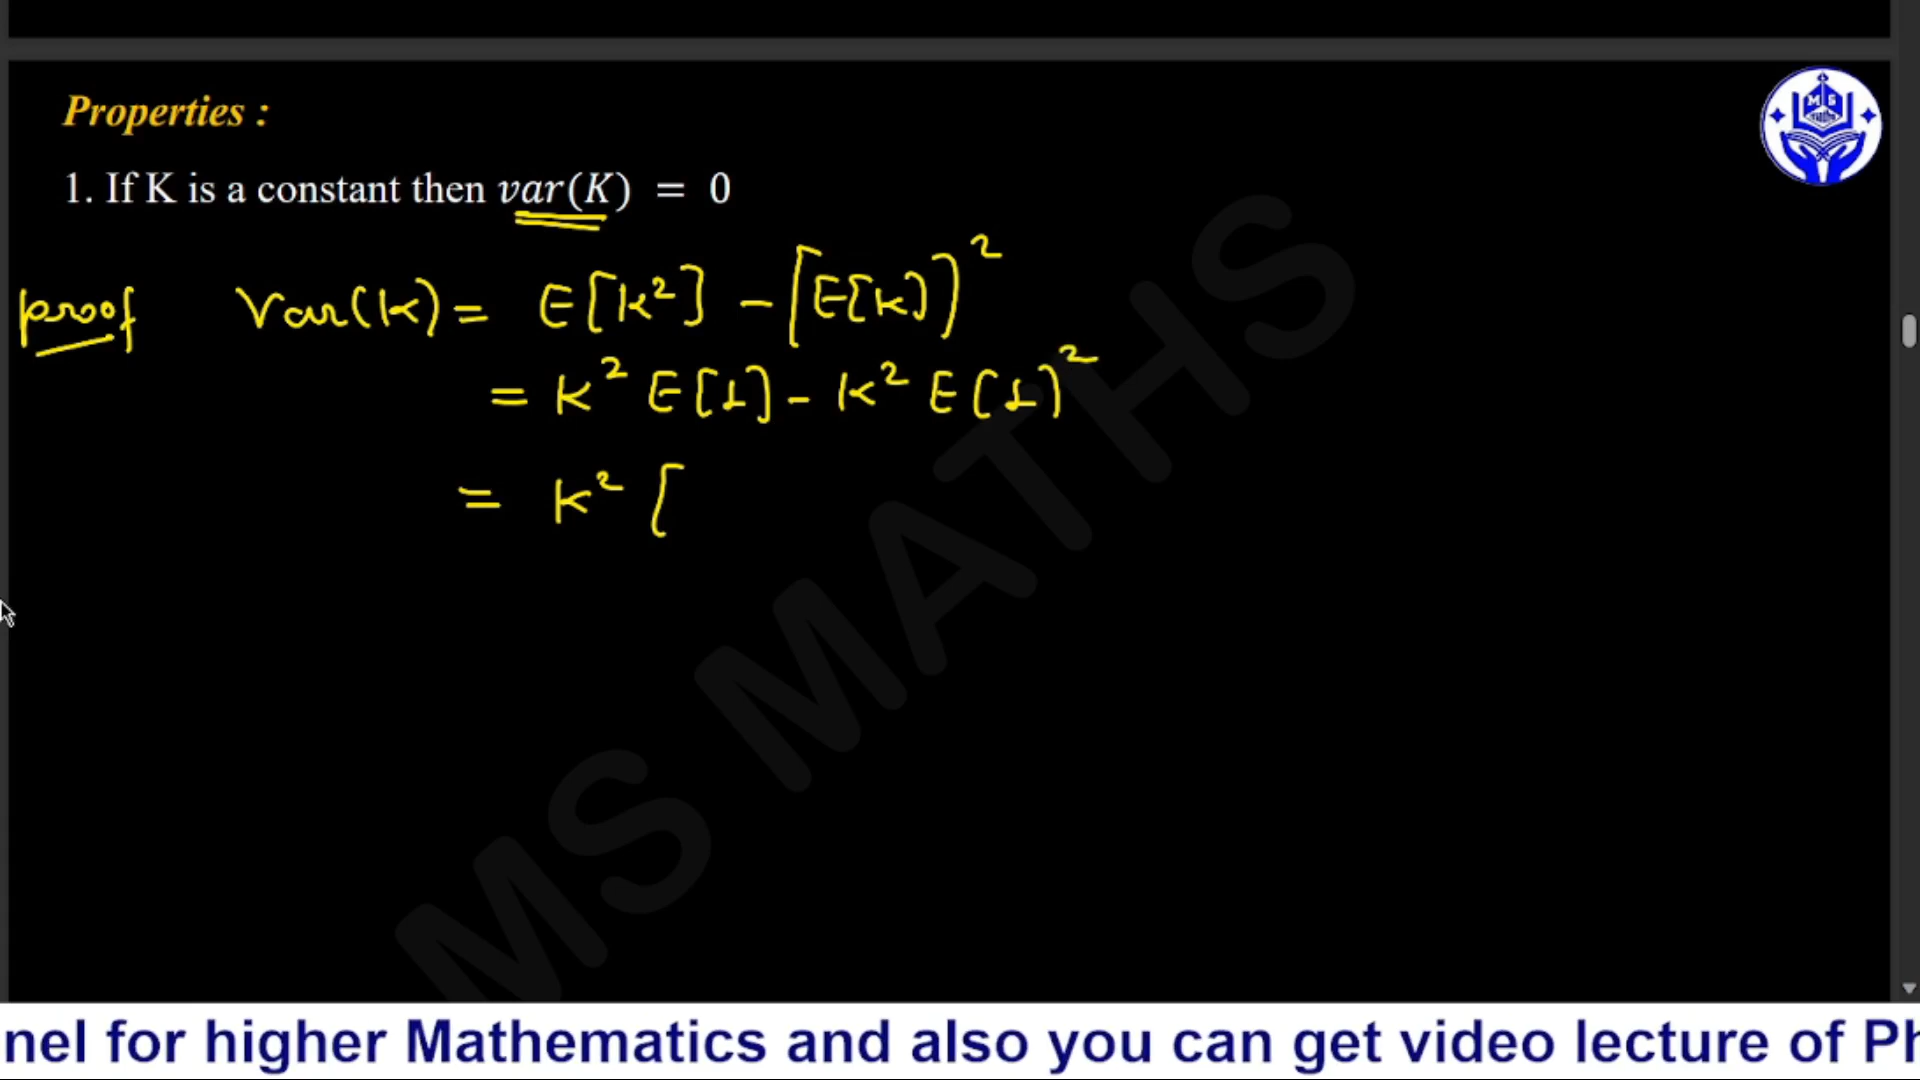 Properties :
1. If K is a constant then var(K) = 0
proof Var(K) = E[K²] - [E[K]]²
= K² E[1] - K² E[1]²
= K² [
MS MATHS
nel for higher Mathematics and also you can get video lecture of Ph